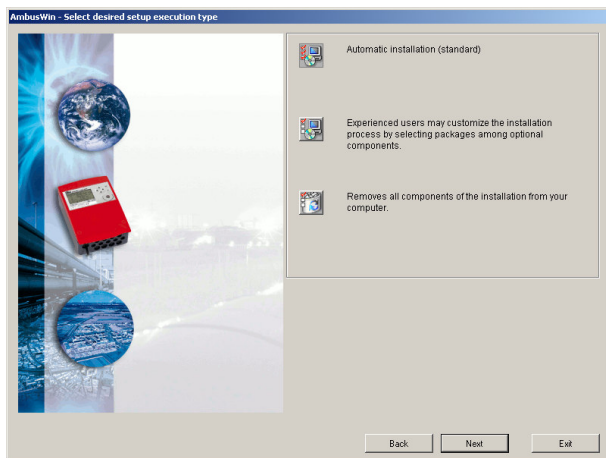 AmbusWin - Select desired setup execution type
Automatic installation (standard)
Experienced users may customize the installation
process by selecting packages among optional
components.
Removes all components of the installation from your
computer.
Back
Next
Exit